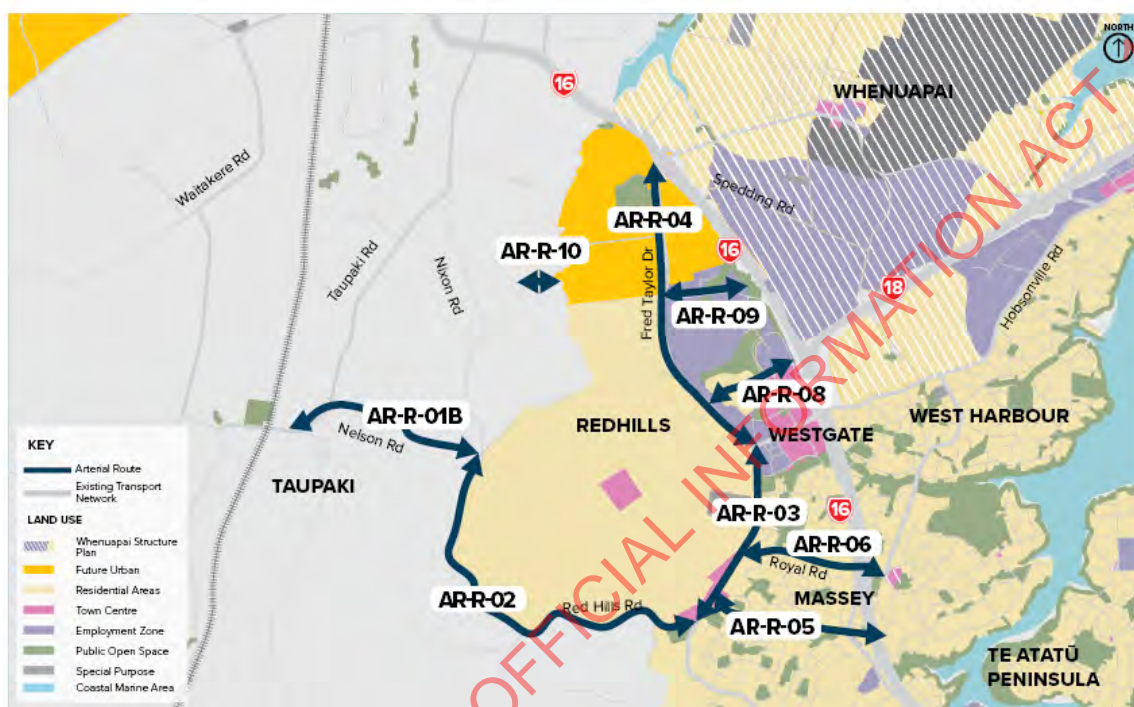 NORTH
16
WHENUAPAI
Waitakere Rd
Spedding Rd
AR-R-04
16
AR-R-10
Taupaki Rd
Nixon Rd
Fred Taylor Dr
18
Hobsonville Rd
AR-R-09
AR-R-08
AR-R-01B
Nelson Rd
REDHILLS
WESTGATE
WEST HARBOUR
TAUPAKI
AR-R-03
16
AR-R-06
Royal Rd
MASSEY
AR-R-02
Red Hills Rd
AR-R-05
TE ATATŪ
PENINSULA
KEY
Arterial Route
Existing Transport
Network
LAND USE
Whenuapai Structure
Plan
Future Urban
Residential Areas
Town Centre
Employment Zone
Public Open Space
Special Purpose
Coastal Marine Area
OFFICIAL INFORMATION ACT